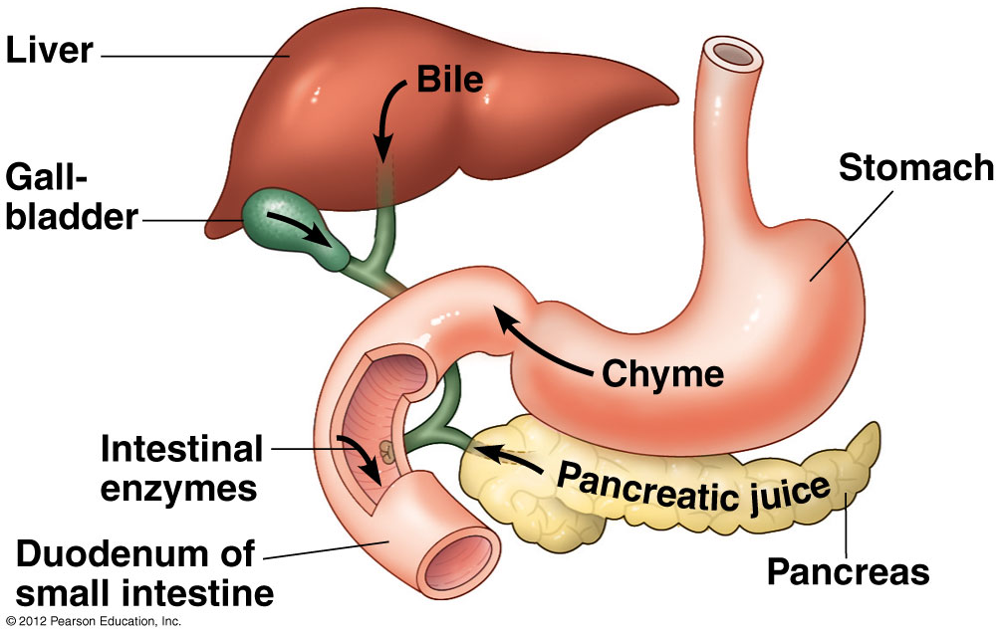 Liver
Bile
Gall-
bladder
Stomach
Chyme
Intestinal
enzymes
Pancreatic juice
Duodenum of
small intestine
Pancreas
© 2012 Pearson Education, Inc.